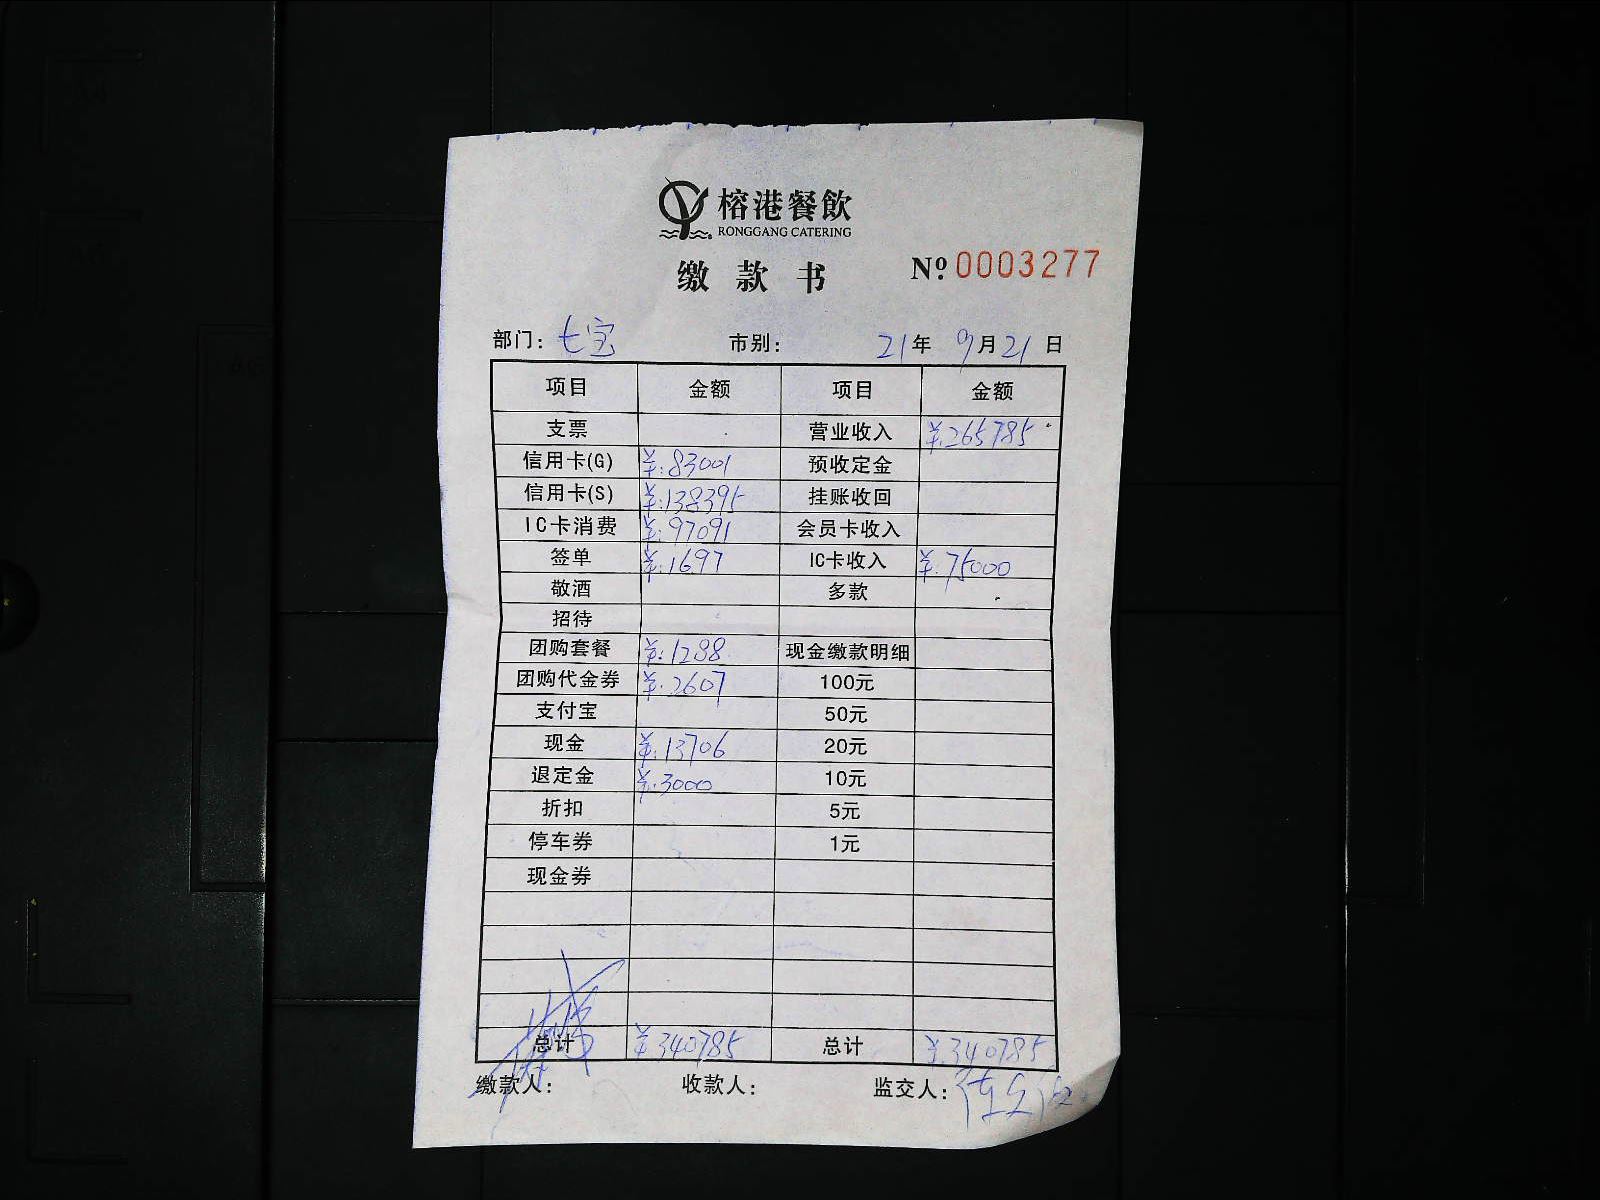 榕港餐飲
RONGGANG CATERING
缴款书 №0003277
部门：七宝 市别： 21年 9月21日
项目 金额 项目 金额
支票 营业收入 ¥:265785
信用卡(G) ¥:83001 预收定金
信用卡(S) ¥:138395 挂账收回
IC卡消费 ¥:97091 会员卡收入
签单 ¥:1697 IC卡收入 ¥:75000
敬酒 多款
招待
团购套餐 ¥:1288 现金缴款明细
团购代金券 ¥:2607 100元
支付宝 50元
现金 ¥:13706 20元
退定金 ¥:3000 10元
折扣 5元
停车券 1元
现金券
总计 ¥340785 总计 ¥:340785
缴款人： 收款人： 监交人：